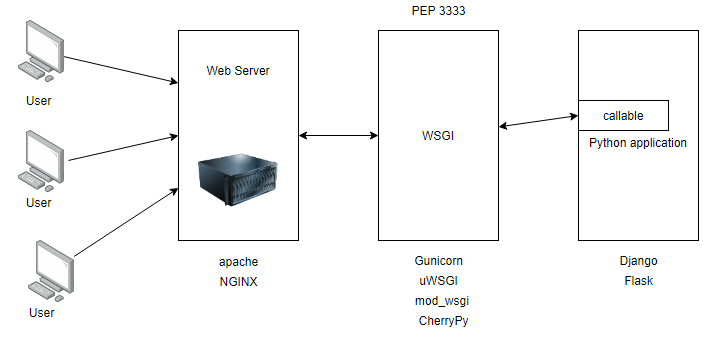 PEP 3333
User
User
User
Web Server
apache
NGINX
WSGI
Gunicorn
uWSGI
mod_wsgi
CherryPy
callable
Python application
Django
Flask